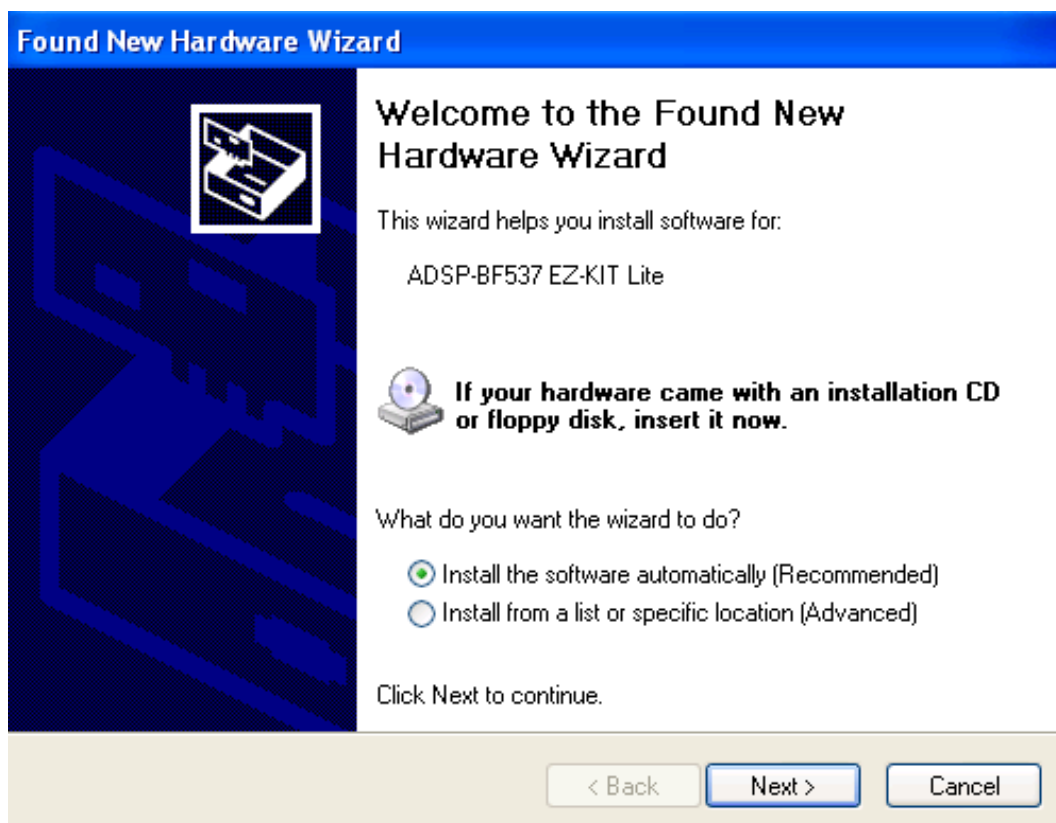 Found New Hardware Wizard
Welcome to the Found New
Hardware Wizard
This wizard helps you install software for:
ADSP-BF537 EZ-KIT Lite
If your hardware came with an installation CD
or floppy disk, insert it now.
What do you want the wizard to do?
Install the software automatically (Recommended)
Install from a list or specific location (Advanced)
Click Next to continue.
< Back Next > Cancel